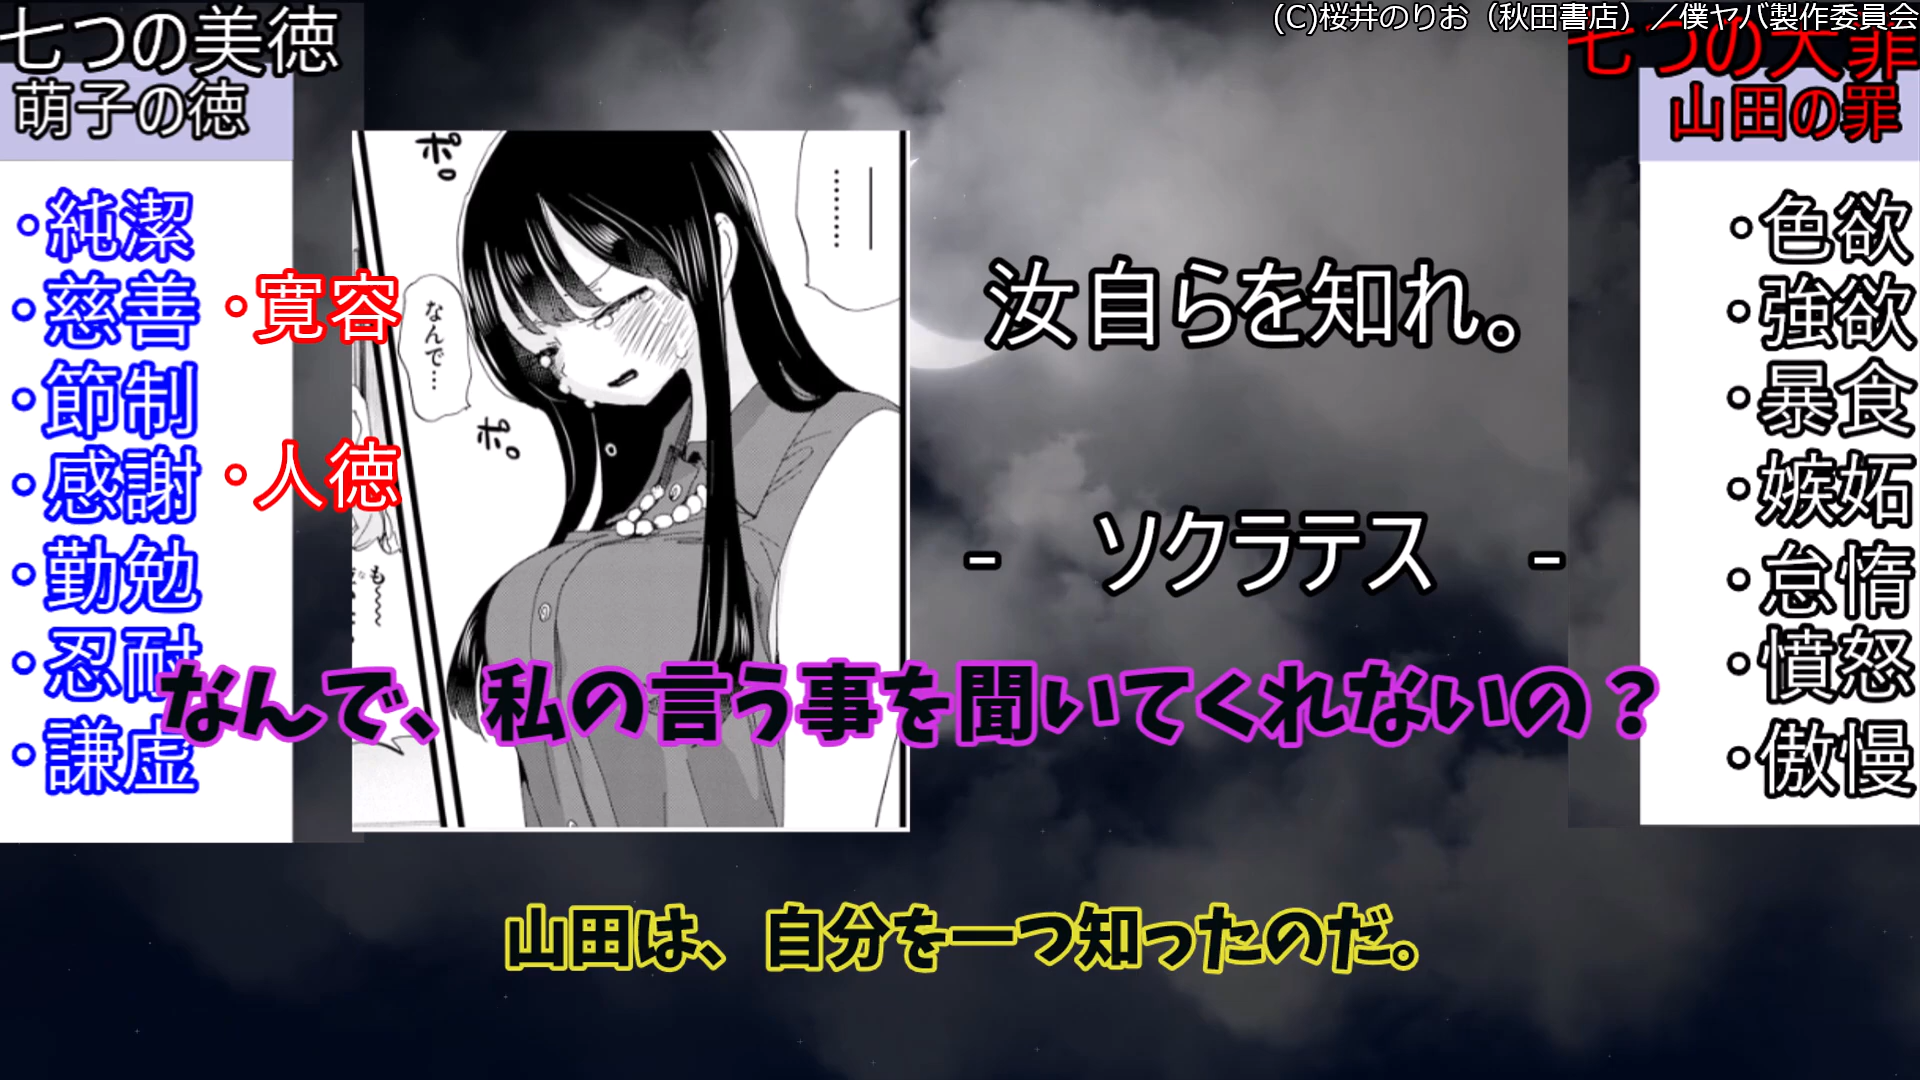 (C)桜井のりお（秋田書店）／僕ヤバ製作委員会
七つの美徳
萌子の徳
・純潔
・慈善
・寛容
・節制
・感謝
・人徳
・勤勉
・忍耐
・謙虚
ポロ
なんで…
ポロ
も〜〜
………
汝自らを知れ。
- ソクラテス -
七つの大罪
山田の罪
・色欲
・強欲
・暴食
・嫉妬
・怠惰
・憤怒
・傲慢
なんで、私の言う事を聞いてくれないの？
山田は、自分を一つ知ったのだ。